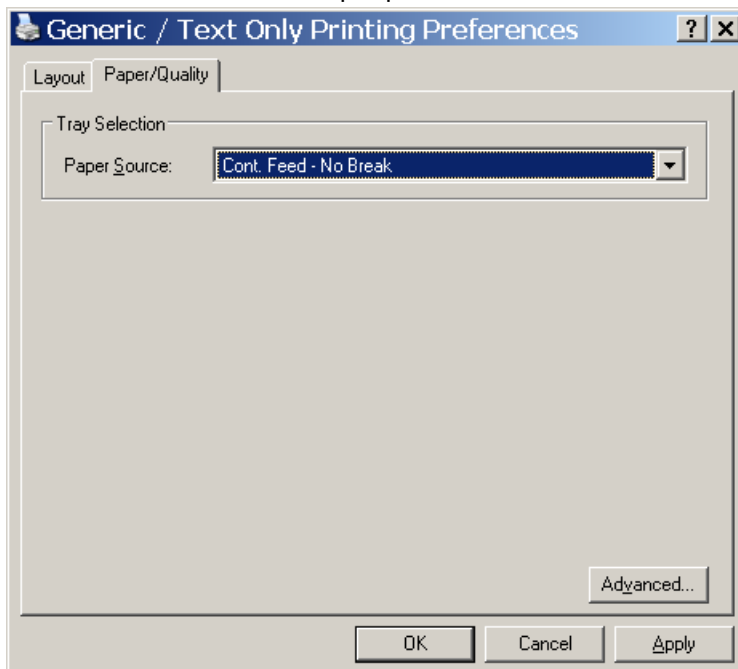 Generic / Text Only Printing Preferences
Layout Paper/Quality
Tray Selection
Paper Source: Cont. Feed - No Break
Advanced...
OK Cancel Apply